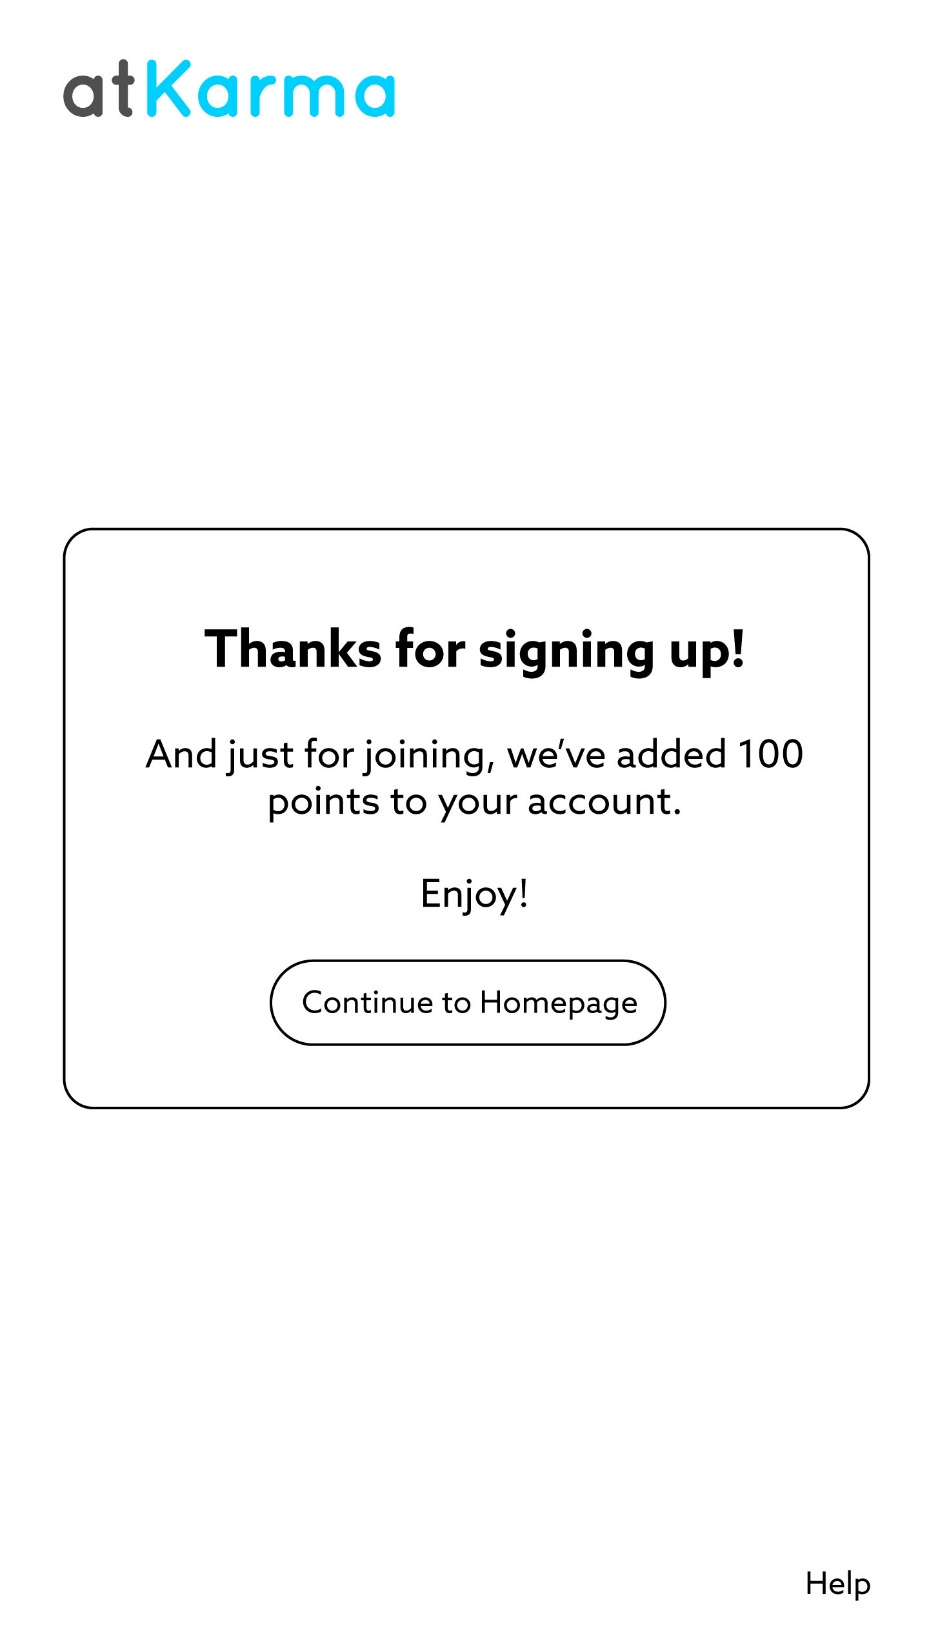 atKarma
Thanks for signing up!
And just for joining, we’ve added 100
points to your account.
Enjoy!
Continue to Homepage
Help